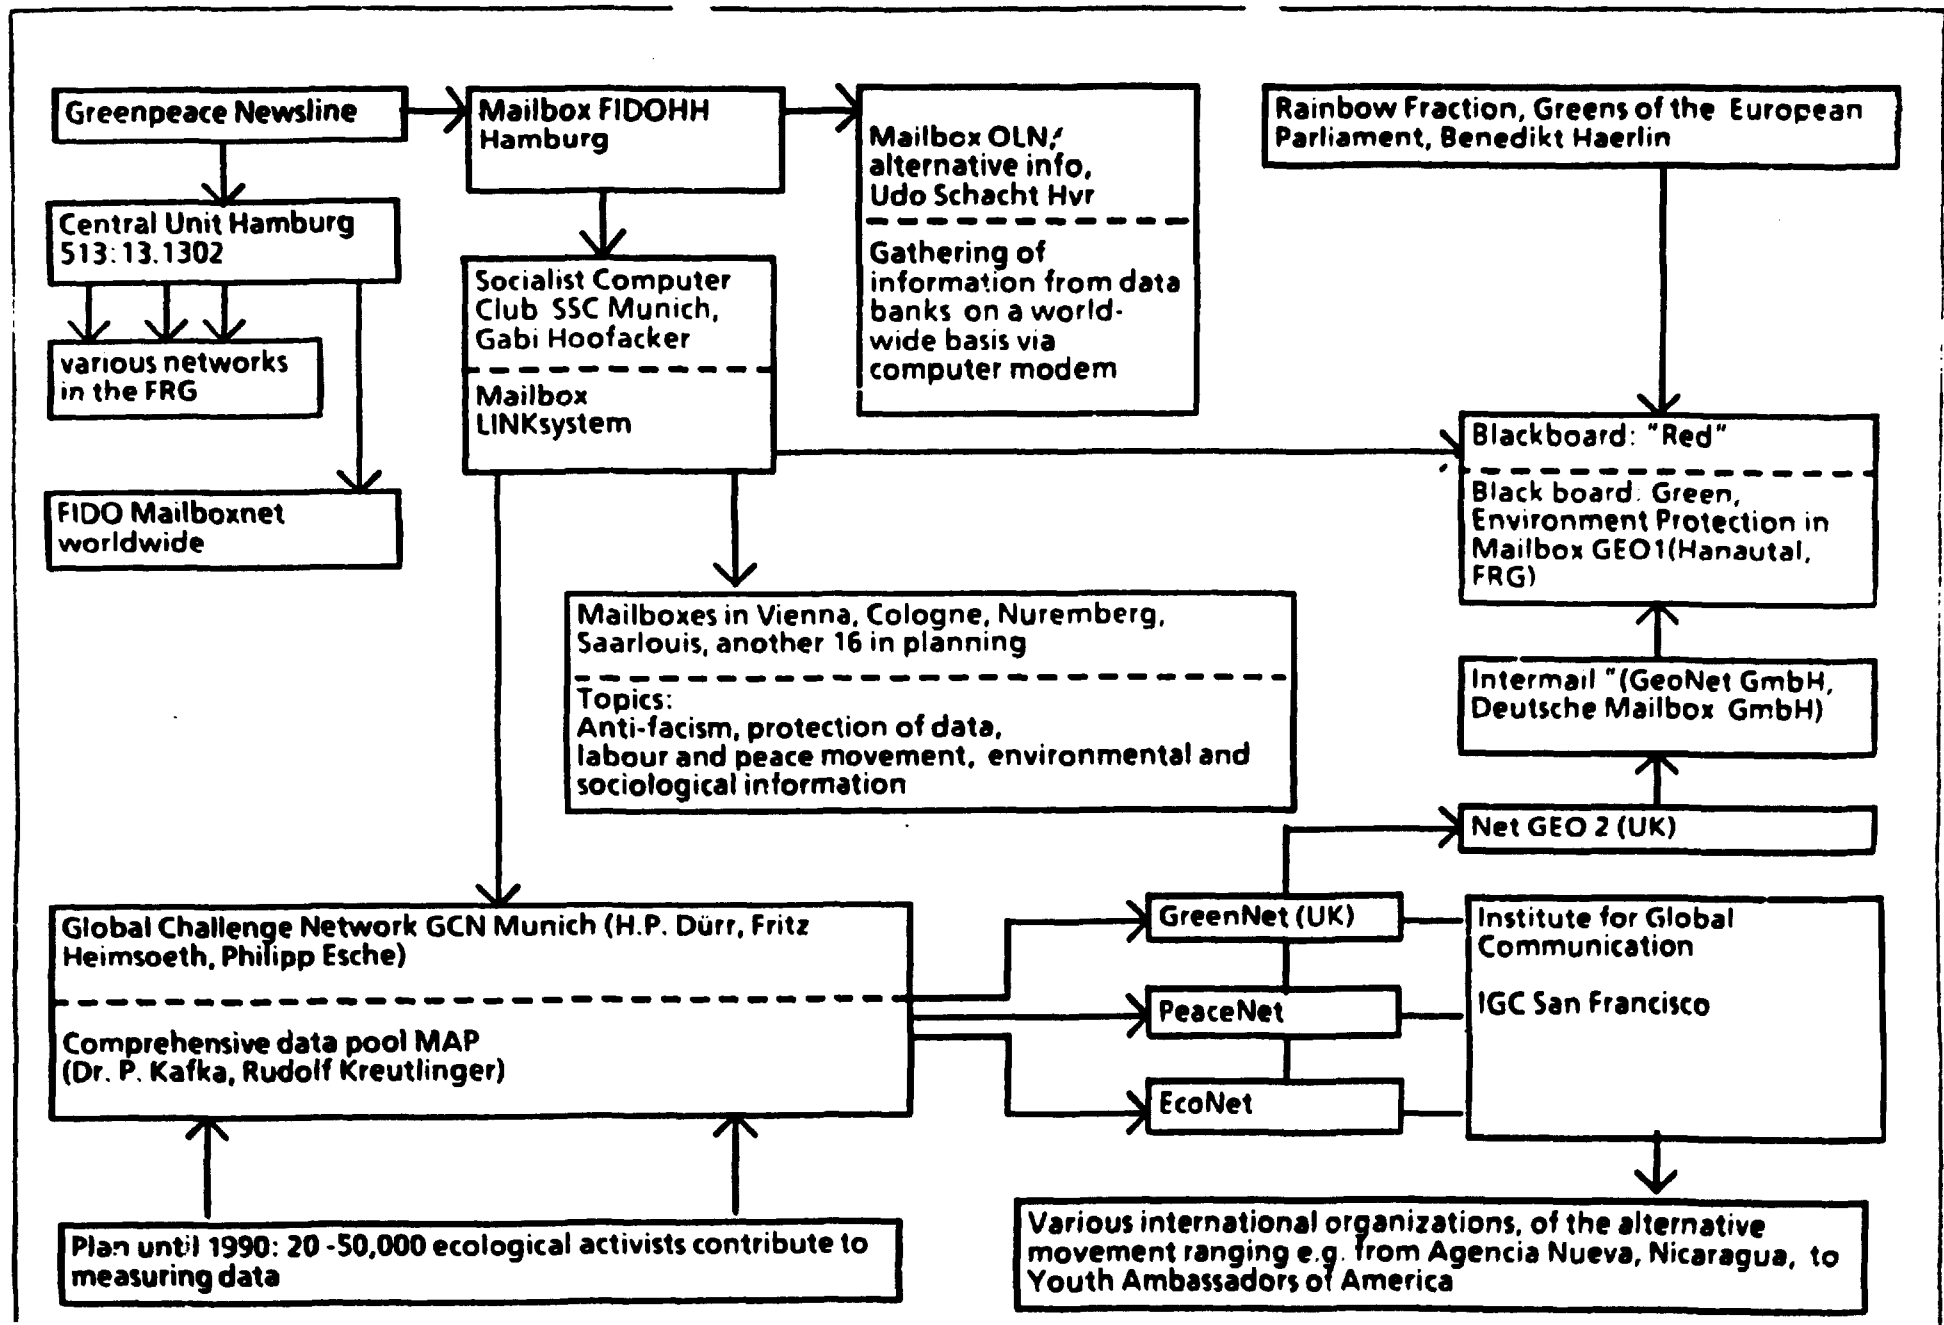 Greenpeace Newsline
Mailbox FIDOHH
Hamburg
Mailbox OLN,
alternative info,
Udo Schacht Hvr
Gathering of
information from data
banks on a world-
wide basis via
computer modem
Rainbow Fraction, Greens of the European
Parliament, Benedikt Haerlin
Central Unit Hamburg
513:13.1302
various networks
in the FRG
FIDO Mailboxnet
worldwide
Socialist Computer
Club SSC Munich,
Gabi Hoofacker
Mailbox
LINKsystem
Blackboard: "Red"
Black board: Green,
Environment Protection in
Mailbox GEO1(Hanautal,
FRG)
Mailboxes in Vienna, Cologne, Nuremberg,
Saarlouis, another 16 in planning
Topics:
Anti-facism, protection of data,
labour and peace movement, environmental and
sociological information
Intermail "(GeoNet GmbH,
Deutsche Mailbox GmbH)
Net GEO 2 (UK)
Global Challenge Network GCN Munich (H.P. Dürr, Fritz
Heimsoeth, Philipp Esche)
Comprehensive data pool MAP
(Dr. P. Kafka, Rudolf Kreutlinger)
GreenNet (UK)
PeaceNet
EcoNet
Institute for Global
Communication
IGC San Francisco
Plan until 1990: 20 -50,000 ecological activists contribute to
measuring data
Various international organizations, of the alternative
movement ranging e.g. from Agencia Nueva, Nicaragua, to
Youth Ambassadors of America